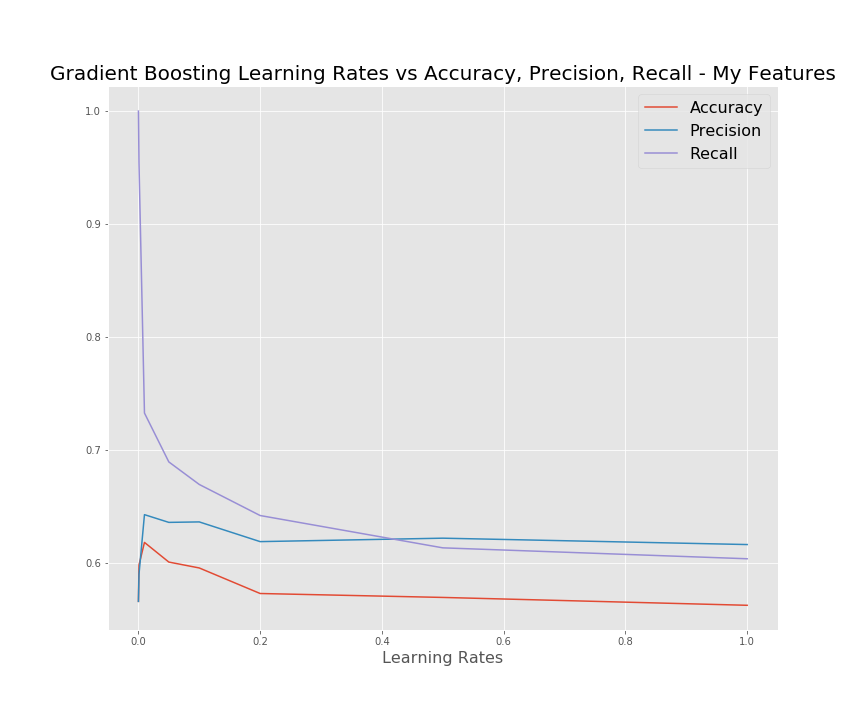 Gradient Boosting Learning Rates vs Accuracy, Precision, Recall - My Features
Accuracy
Precision
Recall
1.0
0.9
0.8
0.7
0.6
0.0 0.2 0.4 0.6 0.8 1.0
Learning Rates